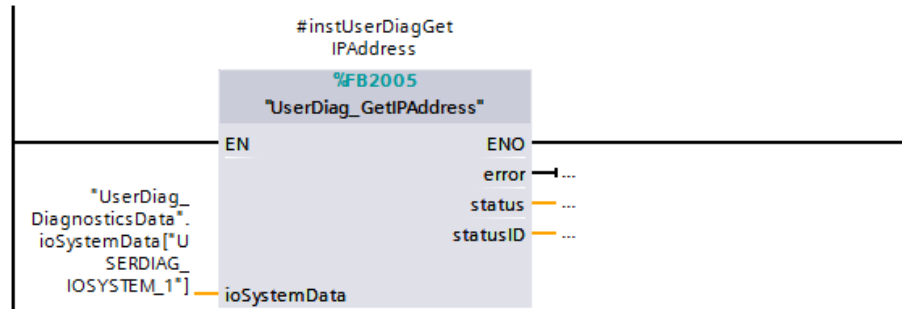 #instUserDiagGet
IPAddress
%FB2005
"UserDiag_GetIPAddress"
EN
ENO
error
...
status
...
statusID
...
"UserDiag_
DiagnosticsData".
ioSystemData["U
SERDIAG_
IOSYSTEM_1"]
ioSystemData